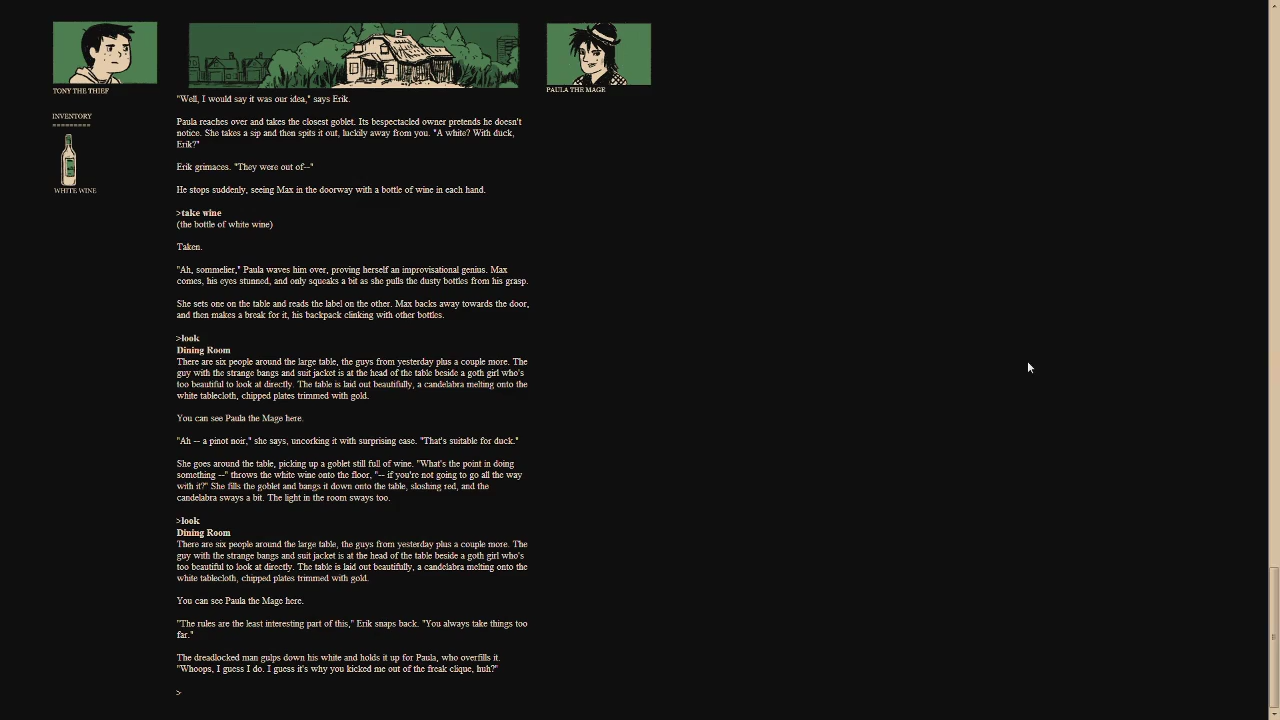 TONY THE THIEF
PAULA THE MAGE
INVENTORY
=========
WHITE WINE
"Well, I would say it was our idea," says Erik.
Paula reaches over and takes the closest goblet. Its bespectacled owner pretends he doesn't
notice. She takes a sip and then spits it out, luckily away from you. "A white? With duck,
Erik?"
Erik grimaces. "They were out of--"
He stops suddenly, seeing Max in the doorway with a bottle of wine in each hand.
>take wine
(the bottle of white wine)
Taken.
"Ah, sommelier," Paula waves him over, proving herself an improvisational genius. Max
comes, his eyes stunned, and only squeaks a bit as she pulls the dusty bottles from his grasp.
She sets one on the table and reads the label on the other. Max backs away towards the door,
and then makes a break for it, his backpack clinking with other bottles.
>look
Dining Room
There are six people around the large table, the guys from yesterday plus a couple more. The
guy with the strange bangs and suit jacket is at the head of the table beside a goth girl who's
too beautiful to look at directly. The table is laid out beautifully, a candelabra melting onto the
white tablecloth, chipped plates trimmed with gold.
You can see Paula the Mage here.
"Ah -- a pinot noir," she says, uncorking it with surprising ease. "That's suitable for duck."
She goes around the table, picking up a goblet still full of wine. "What's the point in doing
something --" throws the white wine onto the floor, "-- if you're not going to go all the way
with it?" She fills the goblet and bangs it down onto the table, sloshing red, and the
candelabra sways a bit. The light in the room sways too.
>look
Dining Room
There are six people around the large table, the guys from yesterday plus a couple more. The
guy with the strange bangs and suit jacket is at the head of the table beside a goth girl who's
too beautiful to look at directly. The table is laid out beautifully, a candelabra melting onto the
white tablecloth, chipped plates trimmed with gold.
You can see Paula the Mage here.
"The rules are the least interesting part of this," Erik snaps back. "You always take things too
far."
The dreadlocked man gulps down his white and holds it up for Paula, who overfills it.
"Whoops, I guess I do. I guess it's why you kicked me out of the freak clique, huh?"
>